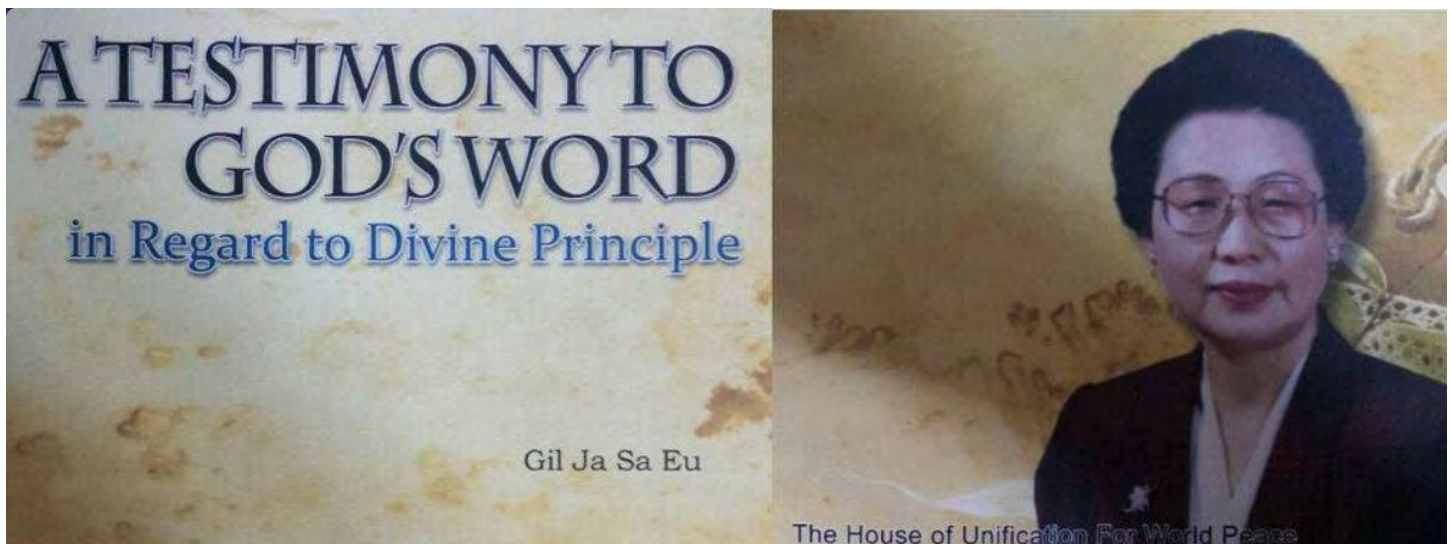 A TESTIMONY TO
GOD'S WORD
in Regard to Divine Principle
Gil Ja Sa Eu
The House of Unification For World Peace